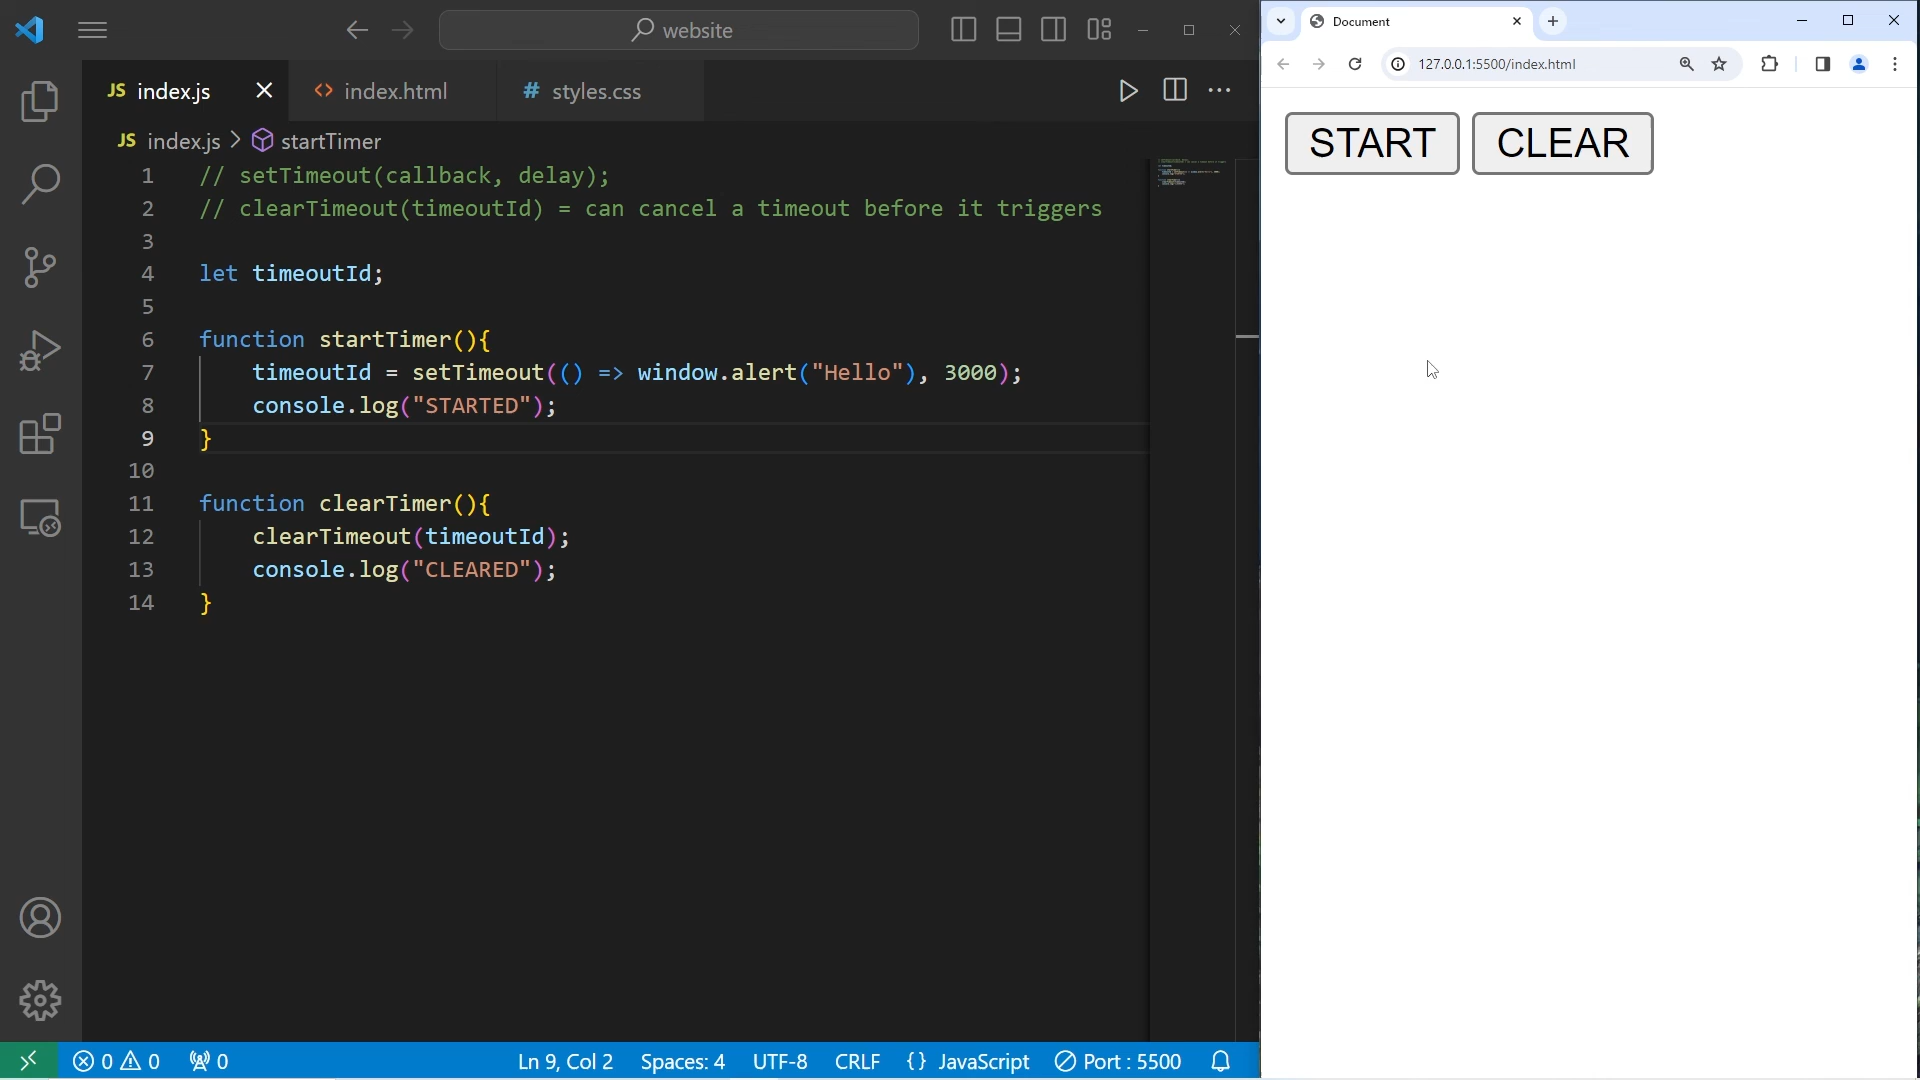 website
JS index.js
<> index.html
# styles.css
JS index.js > startTimer
1 // setTimeout(callback, delay);
2 // clearTimeout(timeoutId) = can cancel a timeout before it triggers
3
4 let timeoutId;
5
6 function startTimer(){
7 timeoutId = setTimeout(() => window.alert("Hello"), 3000);
8 console.log("STARTED");
9 }
10
11 function clearTimer(){
12 clearTimeout(timeoutId);
13 console.log("CLEARED");
14 }
0 0 0 Ln 9, Col 2 Spaces: 4 UTF-8 CRLF {} JavaScript Port : 5500
Document
127.0.0.1:5500/index.html
START CLEAR